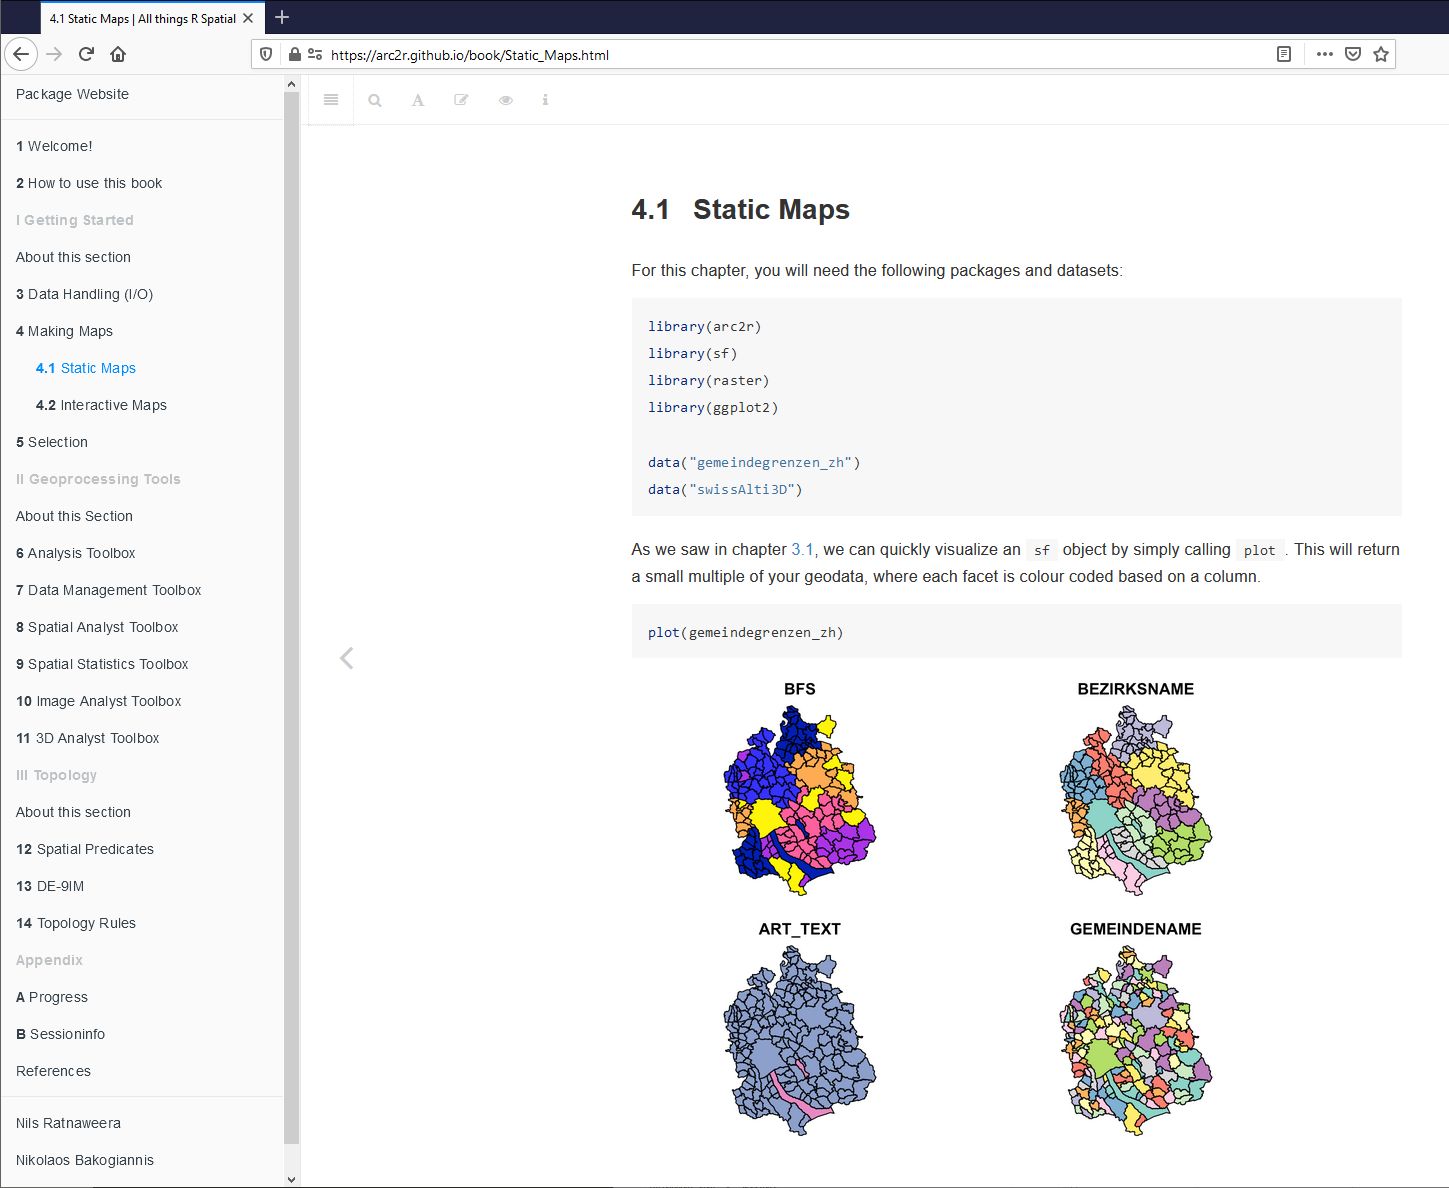 4.1 Static Maps | All things R Spatial
https://arc2r.github.io/book/Static_Maps.html
Package Website
1 Welcome!
2 How to use this book
I Getting Started
About this section
3 Data Handling (I/O)
4 Making Maps
4.1 Static Maps
4.2 Interactive Maps
5 Selection
II Geoprocessing Tools
About this Section
6 Analysis Toolbox
7 Data Management Toolbox
8 Spatial Analyst Toolbox
9 Spatial Statistics Toolbox
10 Image Analyst Toolbox
11 3D Analyst Toolbox
III Topology
About this section
12 Spatial Predicates
13 DE-9IM
14 Topology Rules
Appendix
A Progress
B Sessioninfo
References
Nils Ratnaweera
Nikolaos Bakogiannis
4.1 Static Maps
For this chapter, you will need the following packages and datasets:
library(arc2r)
library(sf)
library(raster)
library(ggplot2)
data("gemeindegrenzen_zh")
data("swissAlti3D")
As we saw in chapter 3.1, we can quickly visualize an sf object by simply calling plot . This will return
a small multiple of your geodata, where each facet is colour coded based on a column.
plot(gemeindegrenzen_zh)
BFS
BEZIRKSNAME
ART_TEXT
GEMEINDENAME